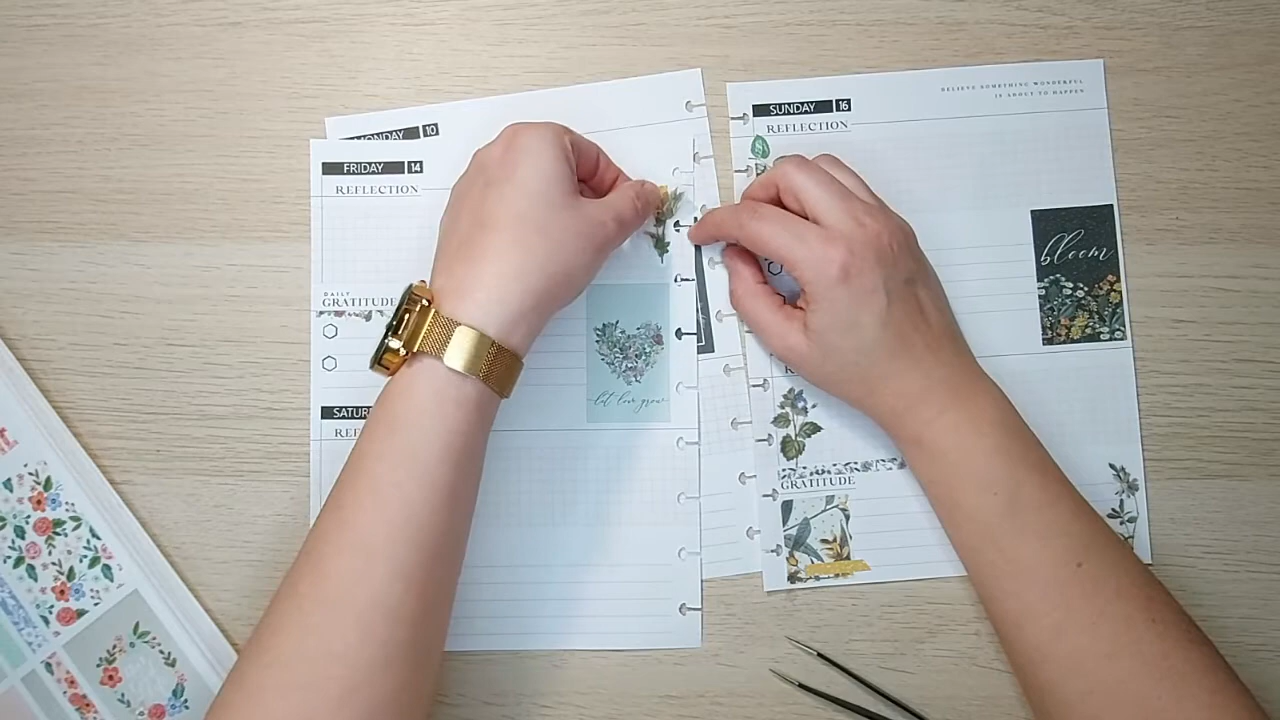 MONDAY 10
FRIDAY 14
REFLECTION
DAILY
GRATITUDE
let love grow
SUNDAY 16
REFLECTION
BELIEVE SOMETHING WONDERFUL
IS ABOUT TO HAPPEN
bloom
GRATITUDE